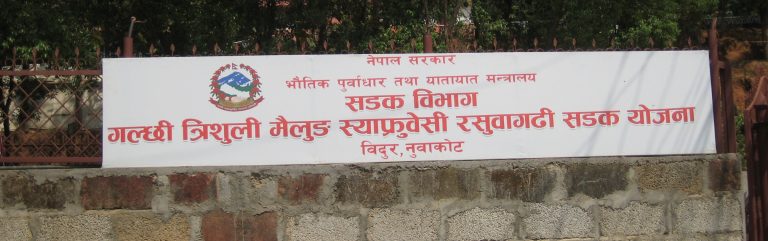 नेपाल सरकार
भौतिक पुर्वाधार तथा यातायात मन्त्रालय
सडक विभाग
गल्छी त्रिशुली मैलुङ स्याफ्रुवेसी रसुवागढी सडक योजना
विदुर, नुवाकोट